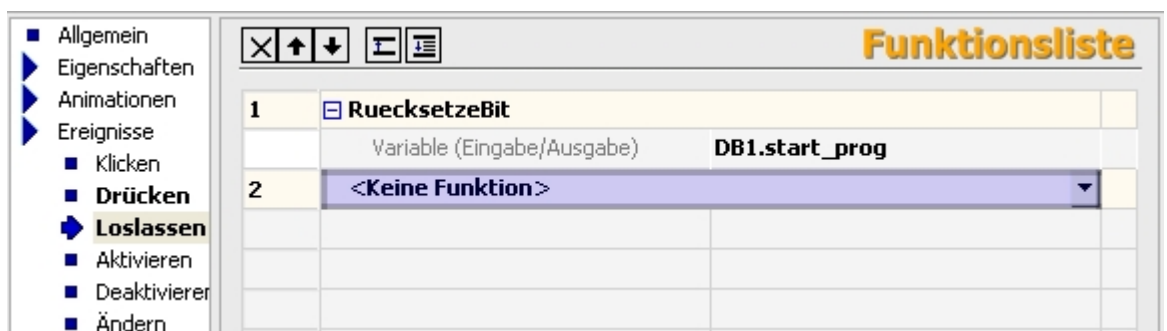 Allgemein
Eigenschaften
Animationen
Ereignisse
Klicken
Drücken
Loslassen
Aktivieren
Deaktivierer
Ändern
Funktionsliste
1 RuecksetzeBit
Variable (Eingabe/Ausgabe) DB1.start_prog
2 <Keine Funktion>